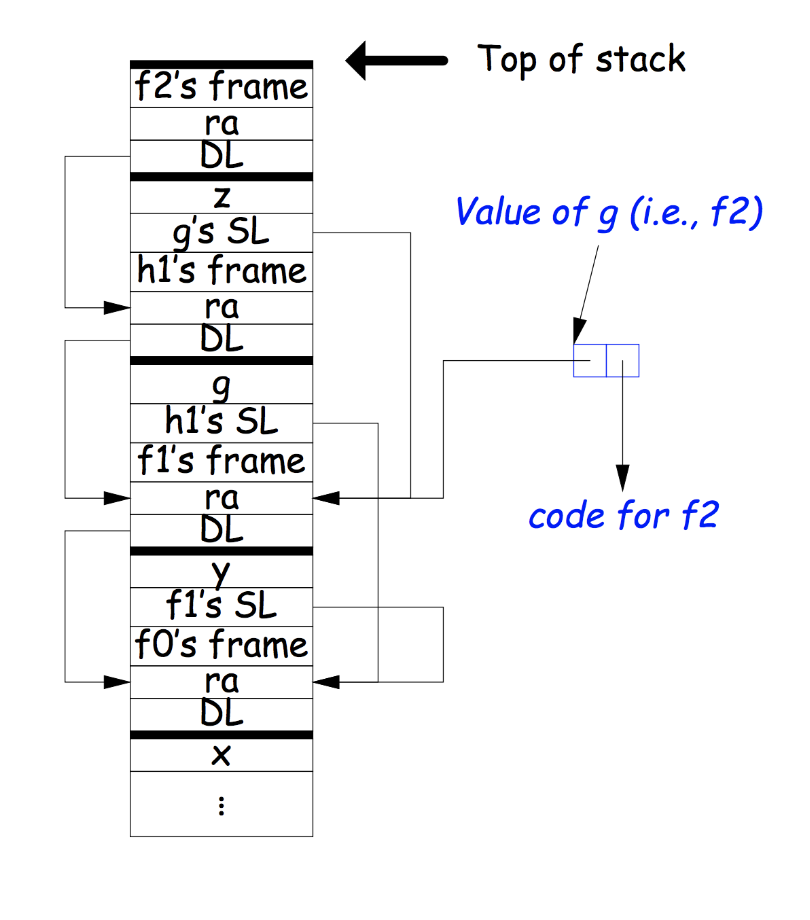 Top of stack
f2's frame
ra
DL
z
g's SL
h1's frame
ra
DL
g
h1's SL
f1's frame
ra
DL
y
f1's SL
f0's frame
ra
DL
x
⋮
Value of g (i.e., f2)
code for f2